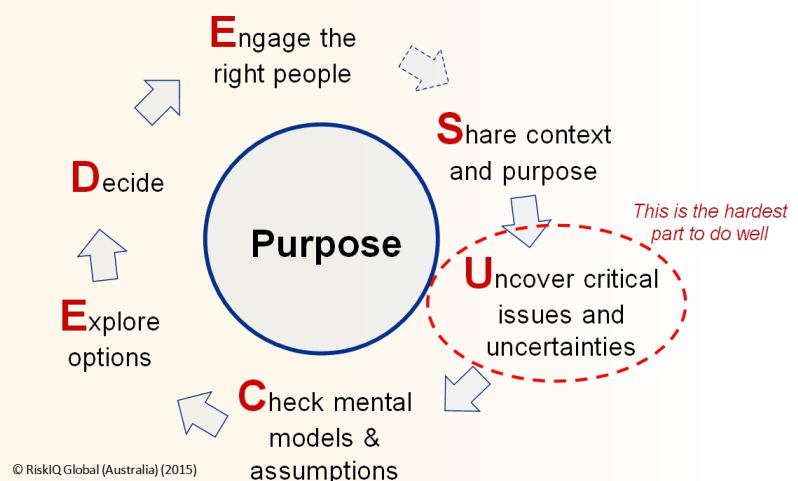 Engage the
right people
Share context
and purpose
This is the hardest
part to do well
Uncover critical
issues and
uncertainties
Check mental
models &
assumptions
Explore
options
Decide
Purpose
© RiskIQ Global (Australia) (2015)